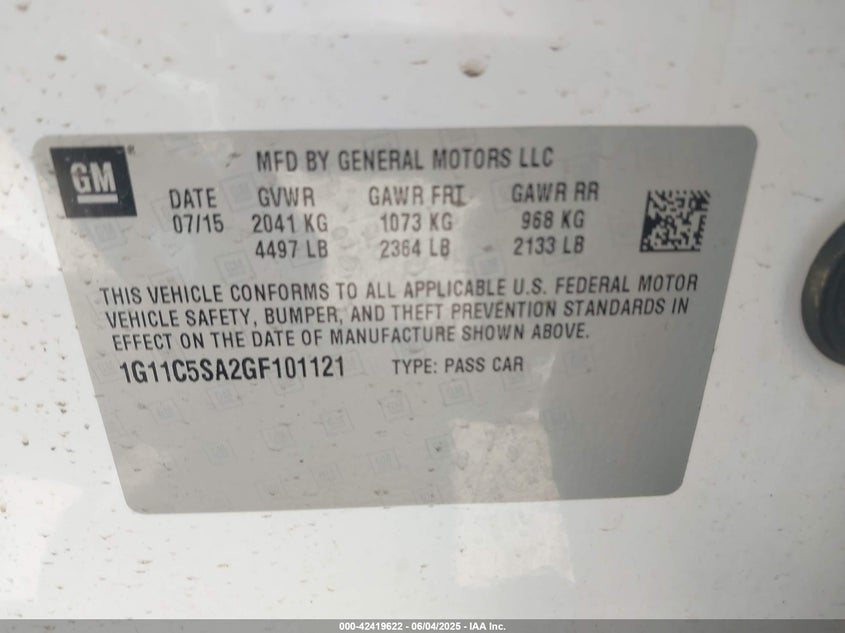 GM
MFD BY GENERAL MOTORS LLC
DATE GVWR GAWR FRT GAWR RR
07/15 2041 KG 1073 KG 968 KG
4497 LB 2364 LB 2133 LB
THIS VEHICLE CONFORMS TO ALL APPLICABLE U.S. FEDERAL MOTOR
VEHICLE SAFETY, BUMPER, AND THEFT PREVENTION STANDARDS IN
EFFECT ON THE DATE OF MANUFACTURE SHOWN ABOVE.
1G11C5SA2GF101121 TYPE: PASS CAR
000-42419622 - 06/04/2025 - IAA Inc.